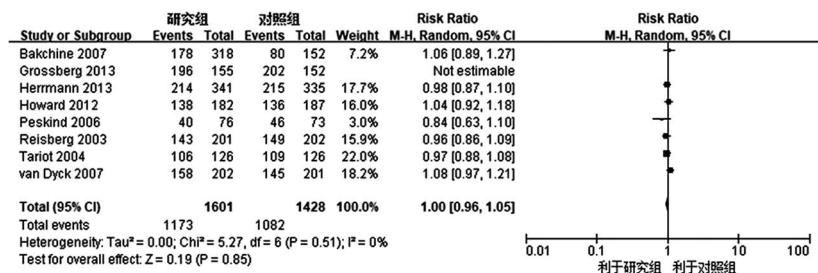 研究组 对照组 Risk Ratio Risk Ratio
Study or Subgroup Events Total Events Total Weight M-H, Random, 95% CI M-H, Random, 95% CI
Bakchine 2007 178 318 80 152 7.2% 1.06 [0.89, 1.27]
Grossberg 2013 196 155 202 152 Not estimable
Herrmann 2013 214 341 215 335 17.7% 0.98 [0.87, 1.10]
Howard 2012 138 182 136 187 16.0% 1.04 [0.92, 1.18]
Peskind 2006 40 76 46 73 3.0% 0.84 [0.63, 1.10]
Reisberg 2003 143 201 149 202 15.9% 0.96 [0.86, 1.09]
Tariot 2004 106 126 109 126 22.0% 0.97 [0.88, 1.08]
van Dyck 2007 158 202 145 201 18.2% 1.08 [0.97, 1.21]
Total (95% CI) 1601 1428 100.0% 1.00 [0.96, 1.05]
Total events 1173 1082
Heterogeneity: Tau² = 0.00; Chi² = 5.27, df = 6 (P = 0.51); I² = 0%
Test for overall effect: Z = 0.19 (P = 0.85)
0.01 0.1 1 10 100
利于研究组 利于对照组